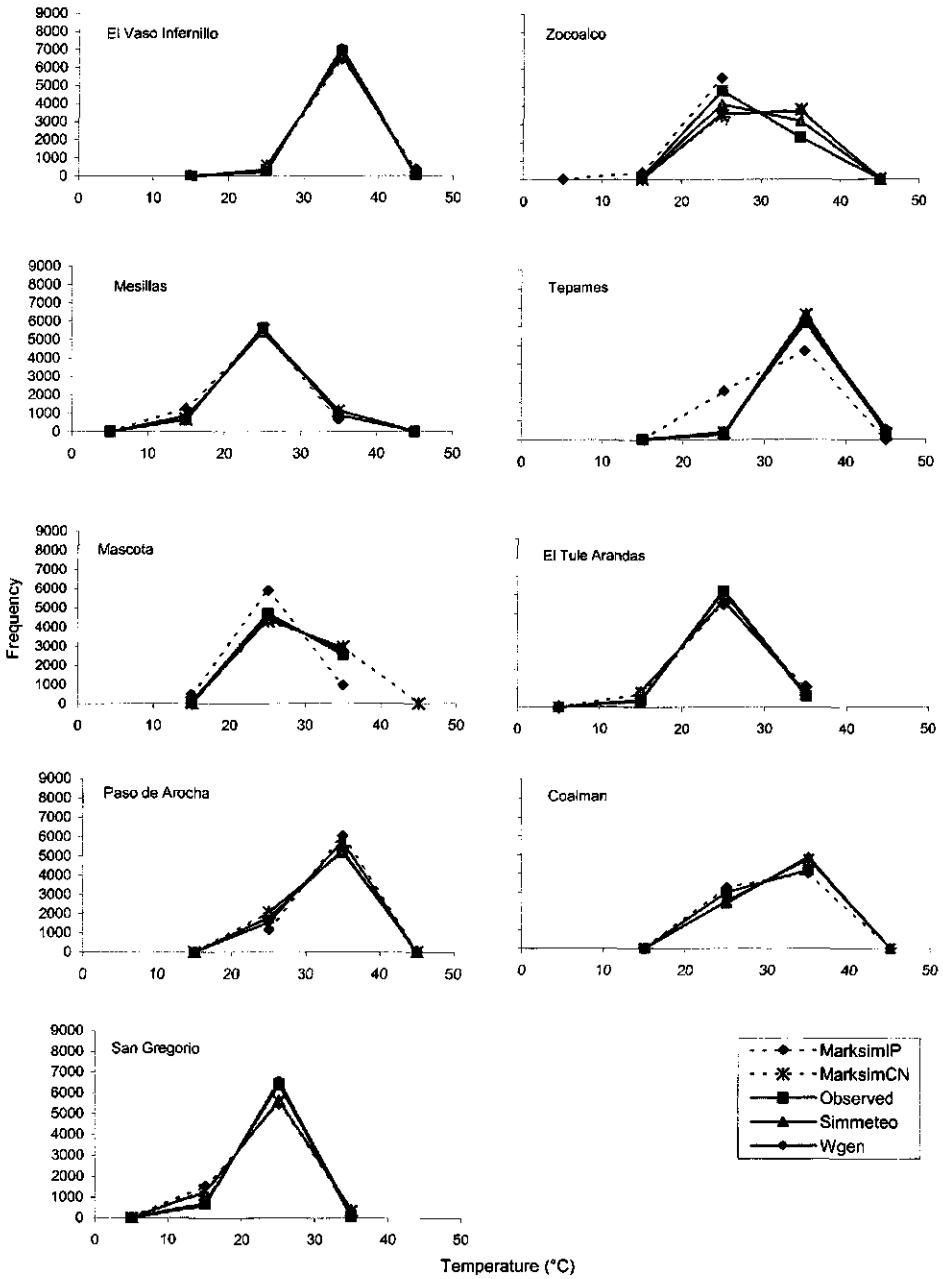 El Vaso Infernillo
9000
8000
7000
6000
5000
4000
3000
2000
1000
0
0 10 20 30 40 50
Zocoalco
0 10 20 30 40 50
Mesillas
9000
8000
7000
6000
5000
4000
3000
2000
1000
0
0 10 20 30 40 50
Tepames
0 10 20 30 40 50
Mascota
9000
8000
7000
6000
5000
4000
3000
2000
1000
0
0 10 20 30 40 50
Frequency
El Tule Arandas
0 10 20 30 40 50
Paso de Arocha
9000
8000
7000
6000
5000
4000
3000
2000
1000
0
0 10 20 30 40 50
Coalman
0 10 20 30 40 50
San Gregorio
9000
8000
7000
6000
5000
4000
3000
2000
1000
0
0 10 20 30 40 50
MarksimIP
MarksimCN
Observed
Simmeteo
Wgen
Temperature (°C)